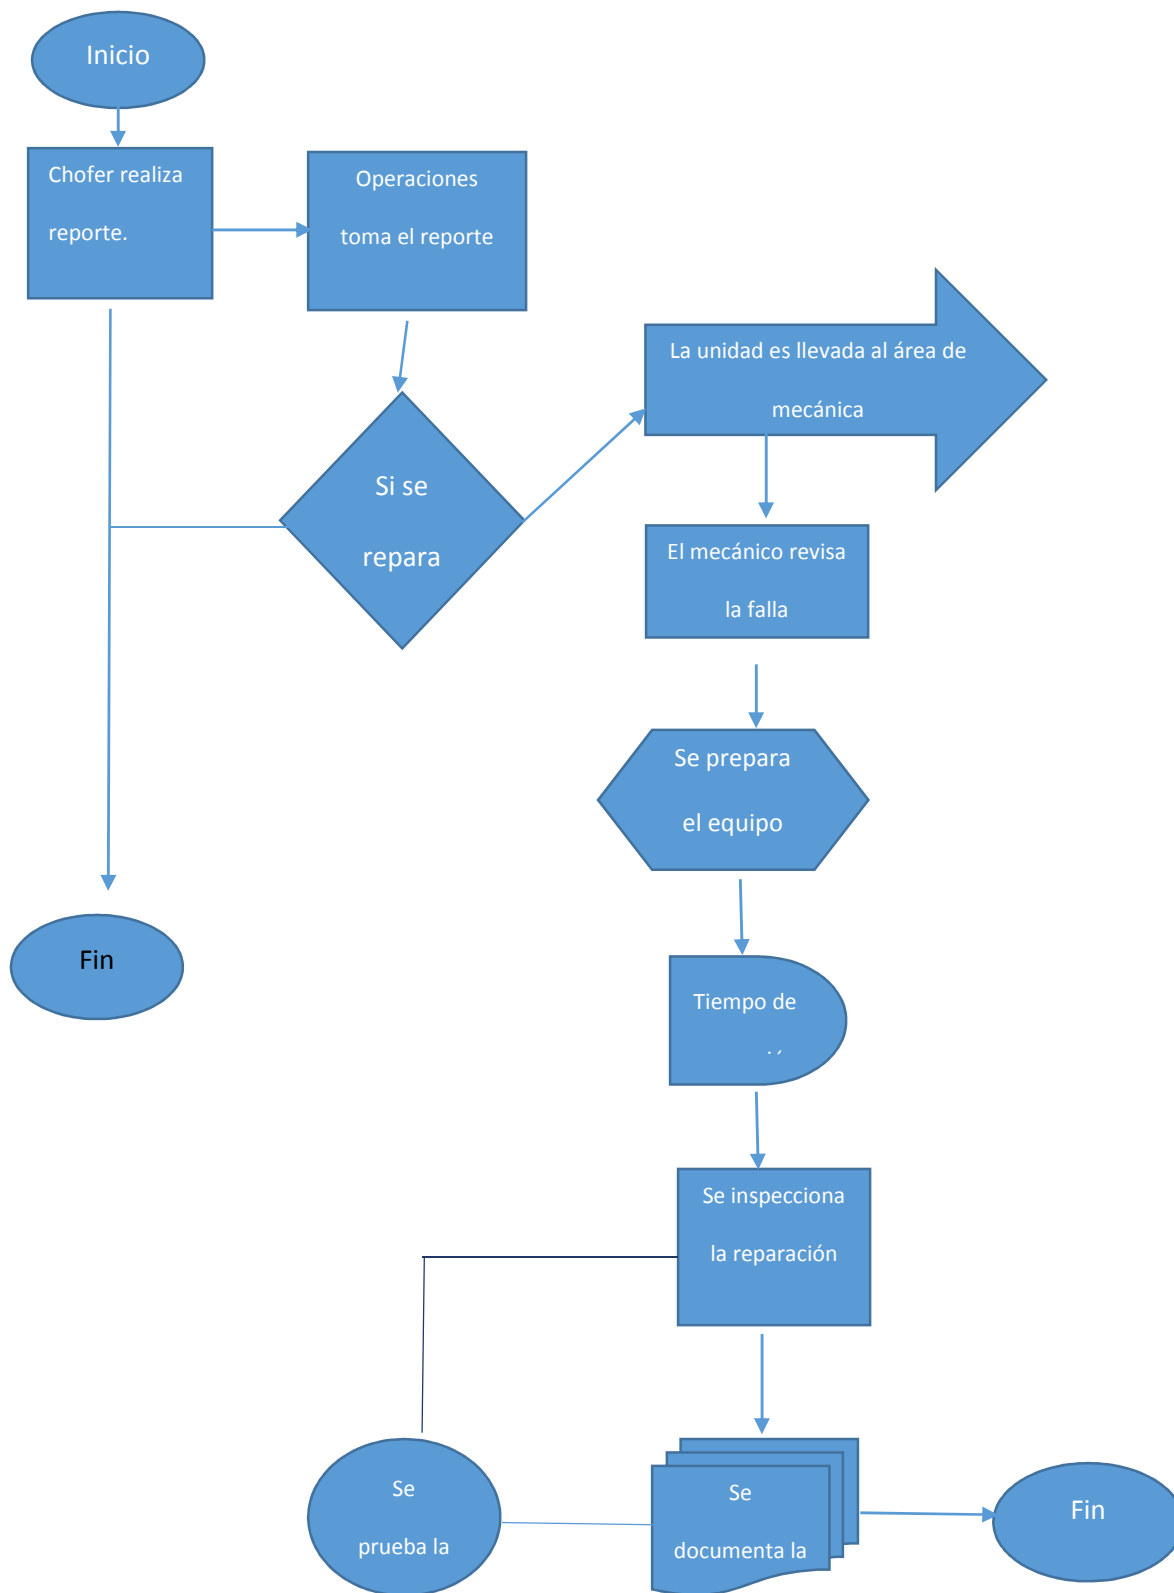 Inicio
Chofer realiza
reporte.
Operaciones
toma el reporte
La unidad es llevada al área de
mecánica
Si se
repara
El mecánico revisa
la falla
Se prepara
el equipo
Fin
Tiempo de
Se inspecciona
la reparación
Se
prueba la
Se
documenta la
Fin